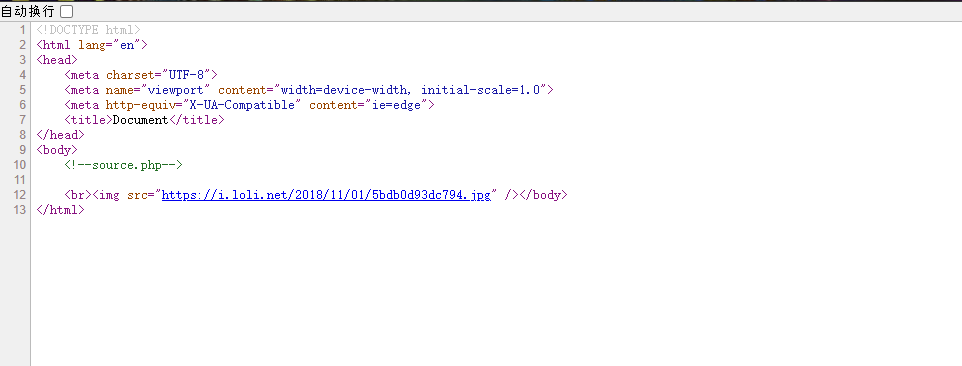 自动换行
1 <!DOCTYPE html>
2 <html lang="en">
3 <head>
4     <meta charset="UTF-8">
5     <meta name="viewport" content="width=device-width, initial-scale=1.0">
6     <meta http-equiv="X-UA-Compatible" content="ie=edge">
7     <title>Document</title>
8 </head>
9 <body>
10     <!--source.php-->
11
12     <br><img src="https://i.loli.net/2018/11/01/5bdb0d93dc794.jpg" /></body>
13 </html>